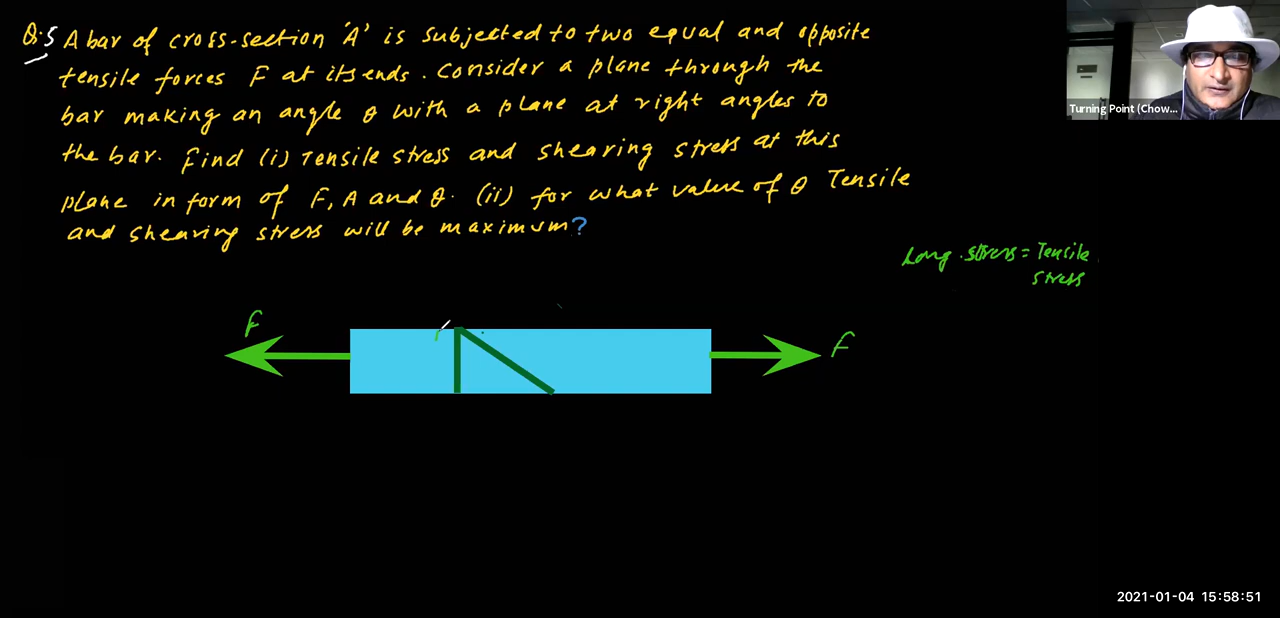 Q.5 A bar of cross-section 'A' is subjected to two equal and opposite
tensile forces F at its ends. Consider a plane through the
bar making an angle θ with a plane at right angles to
the bar. Find (i) Tensile stress and shearing stress at this
plane in form of F, A and θ. (ii) for what value of θ Tensile
and shearing stress will be maximum?
Long. stress = Tensile
stress
F
F
Turning Point (Chow...
2021-01-04 15:58:51